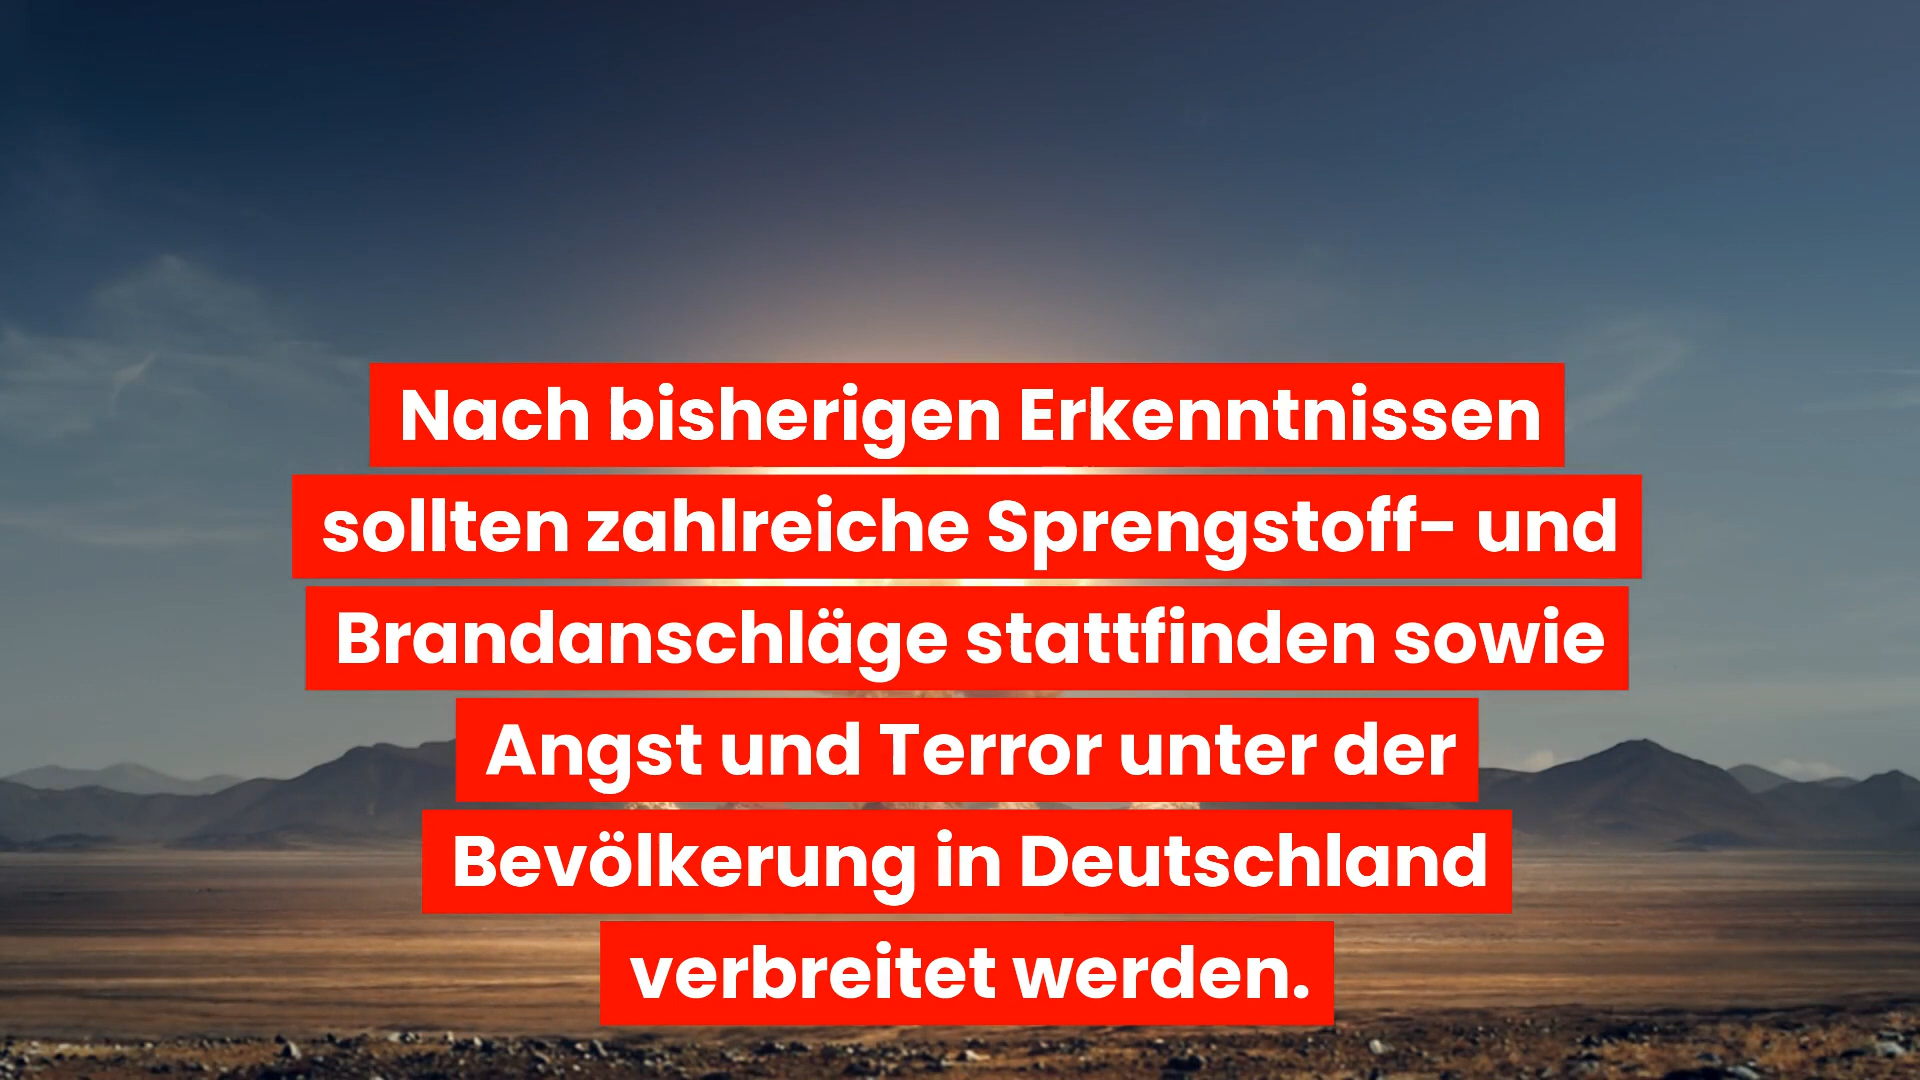 Nach bisherigen Erkenntnissen
sollten zahlreiche Sprengstoff- und
Brandanschläge stattfinden sowie
Angst und Terror unter der
Bevölkerung in Deutschland
verbreitet werden.